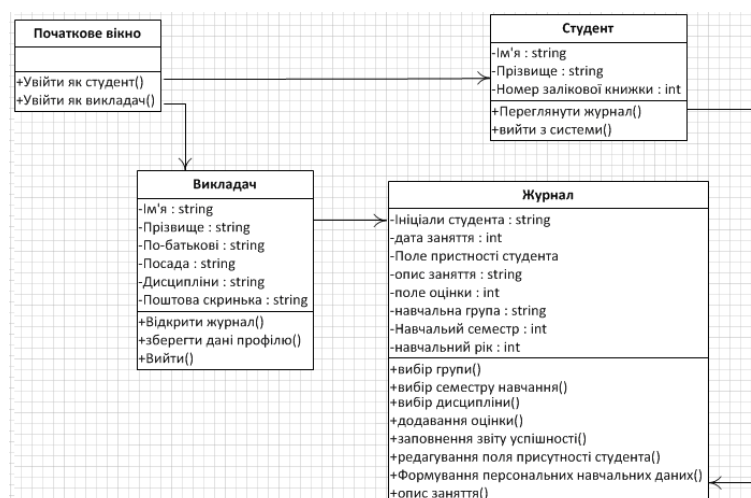 Початкове вікно
+Увійти як студент()
+Увійти як викладач()
Студент
-Ім'я : string
-Прізвище : string
-Номер залікової книжки : int
+Переглянути журнал()
+вийти з системи()
Викладач
-Ім'я : string
-Прізвище : string
-По-батькові : string
-Посада : string
-Дисципліни : string
-Поштова скринька : string
+Відкрити журнал()
+зберегти дані профілю()
+Вийти()
Журнал
-Ініціали студента : string
-дата заняття : int
-Поле пристності студента
-опис заняття : string
-поле оцінки : int
-навчальна група : string
-Навчальий семестр : int
-навчальний рік : int
+вибір групи()
+вибір семестру навчання()
+вибір дисципліни()
+додавання оцінки()
+заповнення звіту успішності()
+редагування поля присутності студента()
+Формування персональних навчальних даних()
+опис заняття()